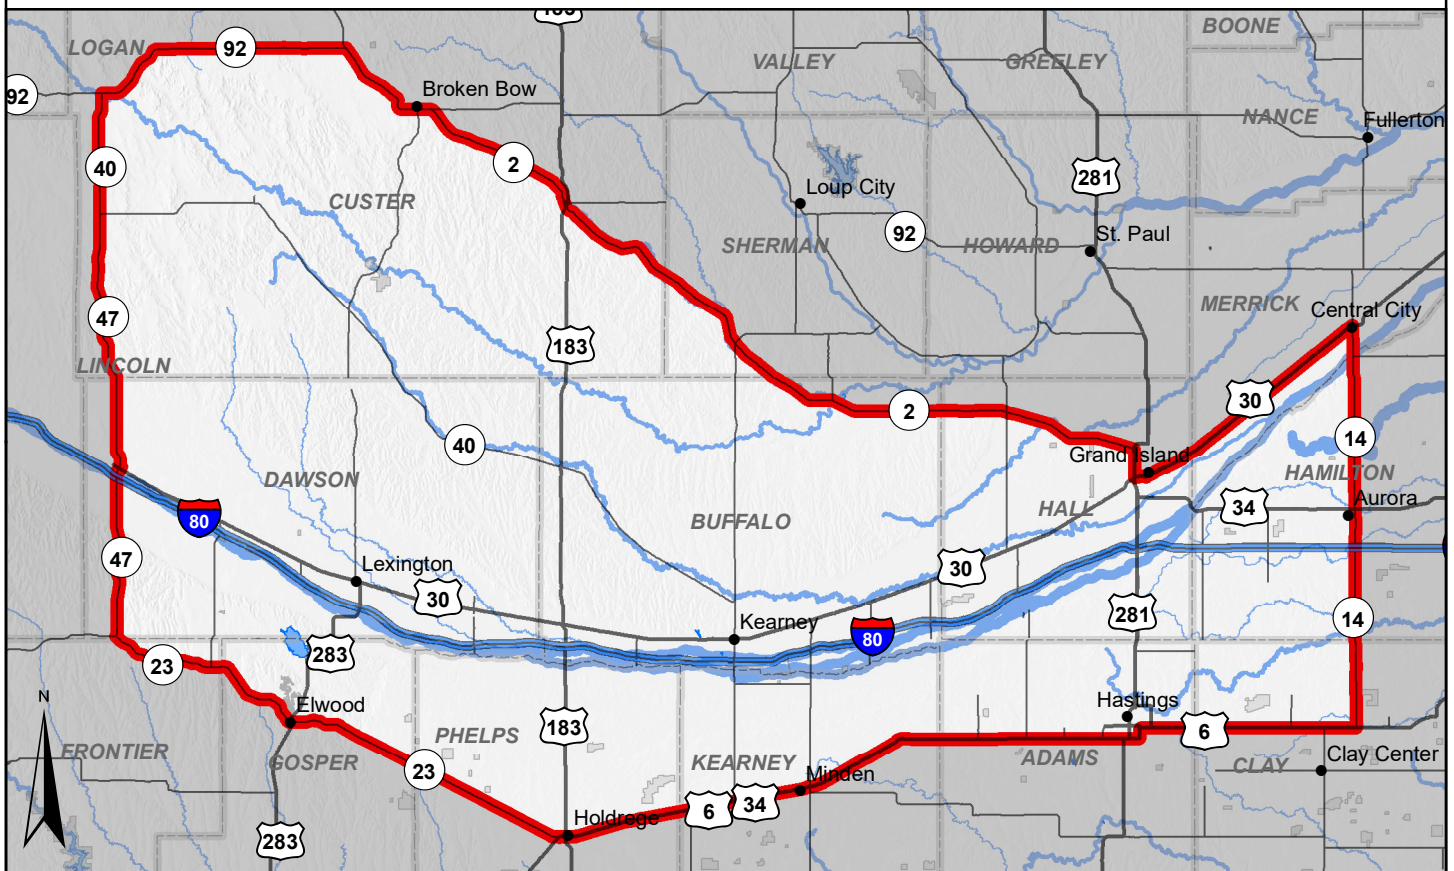 183
BOONE
LOGAN
92
VALLEY
GREELEY
92
Broken Bow
NANCE
Fullerton
40
2
281
Loup City
CUSTER
92
St. Paul
SHERMAN
HOWARD
MERRICK
Central City
47
183
LINCOLN
30
2
40
14
Grand Island
HAMILTON
DAWSON
HALL
34
Aurora
80
BUFFALO
47
Lexington
30
30
281
14
Kearney
80
283
23
N
Elwood
Hastings
183
6
PHELPS
FRONTIER
GOSPER
KEARNEY
ADAMS
Clay Center
CLAY
23
Minden
6
34
Holdrege
283